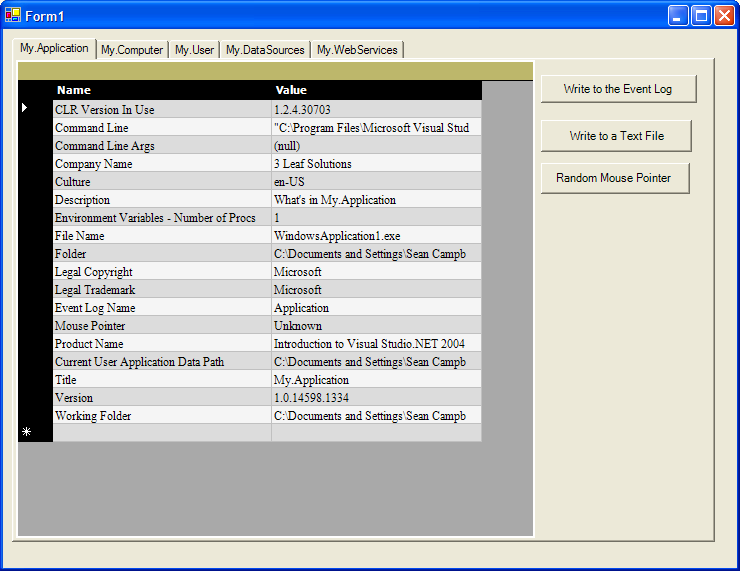 Form1
My.Application My.Computer My.User My.DataSources My.WebServices
Name Value
CLR Version In Use 1.2.4.30703
Command Line "C:\Program Files\Microsoft Visual Stud
Command Line Args (null)
Company Name 3 Leaf Solutions
Culture en-US
Description What's in My.Application
Environment Variables - Number of Procs 1
File Name WindowsApplication1.exe
Folder C:\Documents and Settings\Sean Campb
Legal Copyright Microsoft
Legal Trademark Microsoft
Event Log Name Application
Mouse Pointer Unknown
Product Name Introduction to Visual Studio.NET 2004
Current User Application Data Path C:\Documents and Settings\Sean Campb
Title My.Application
Version 1.0.14598.1334
Working Folder C:\Documents and Settings\Sean Campb
Write to the Event Log
Write to a Text File
Random Mouse Pointer